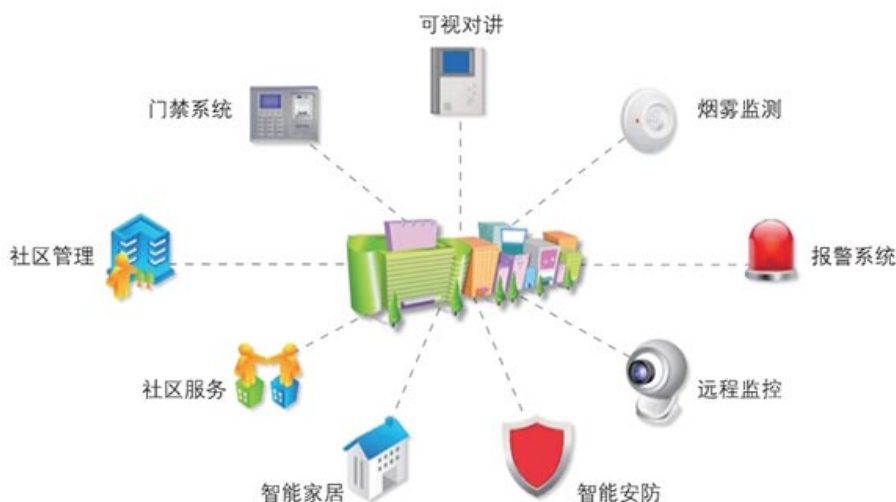 可视对讲
门禁系统
烟雾监测
社区管理
报警系统
社区服务
远程监控
智能家居
智能安防